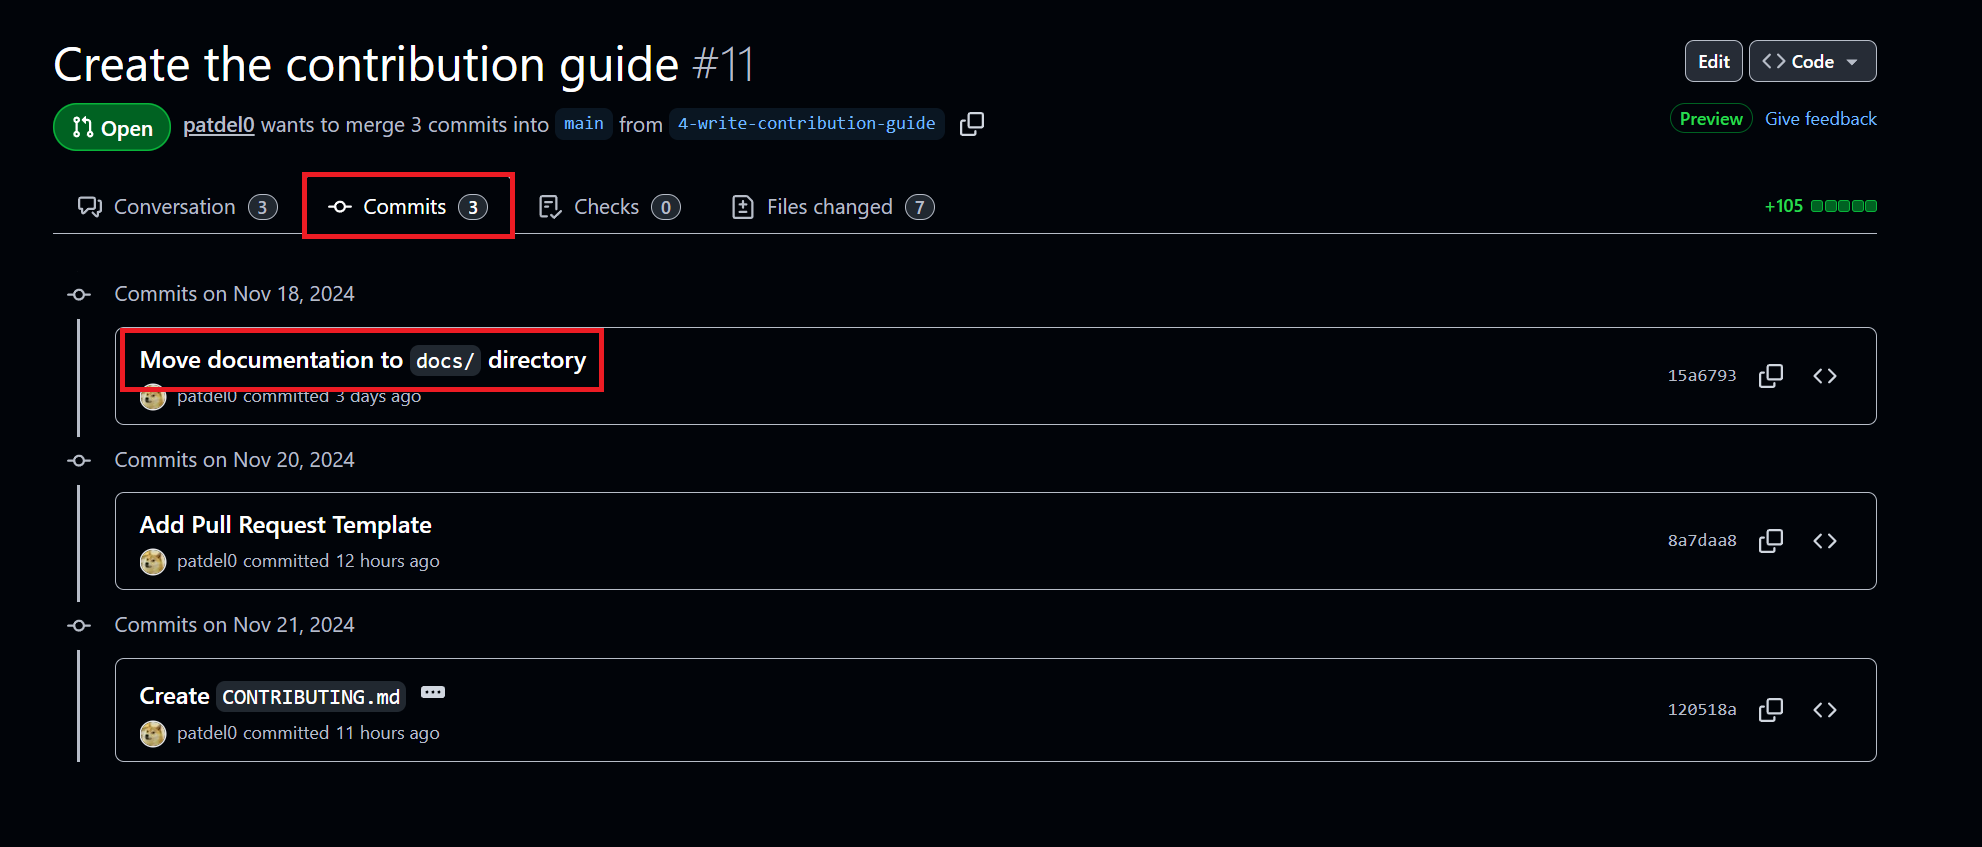 Create the contribution guide #11
Edit
Code
Open
patdel0 wants to merge 3 commits into main from 4-write-contribution-guide
Preview
Give feedback
Conversation 3
Commits 3
Checks 0
Files changed 7
+105
Commits on Nov 18, 2024
Move documentation to docs/ directory
patdel0 committed 3 days ago
15a6793
Commits on Nov 20, 2024
Add Pull Request Template
patdel0 committed 12 hours ago
8a7daa8
Commits on Nov 21, 2024
Create CONTRIBUTING.md
patdel0 committed 11 hours ago
120518a